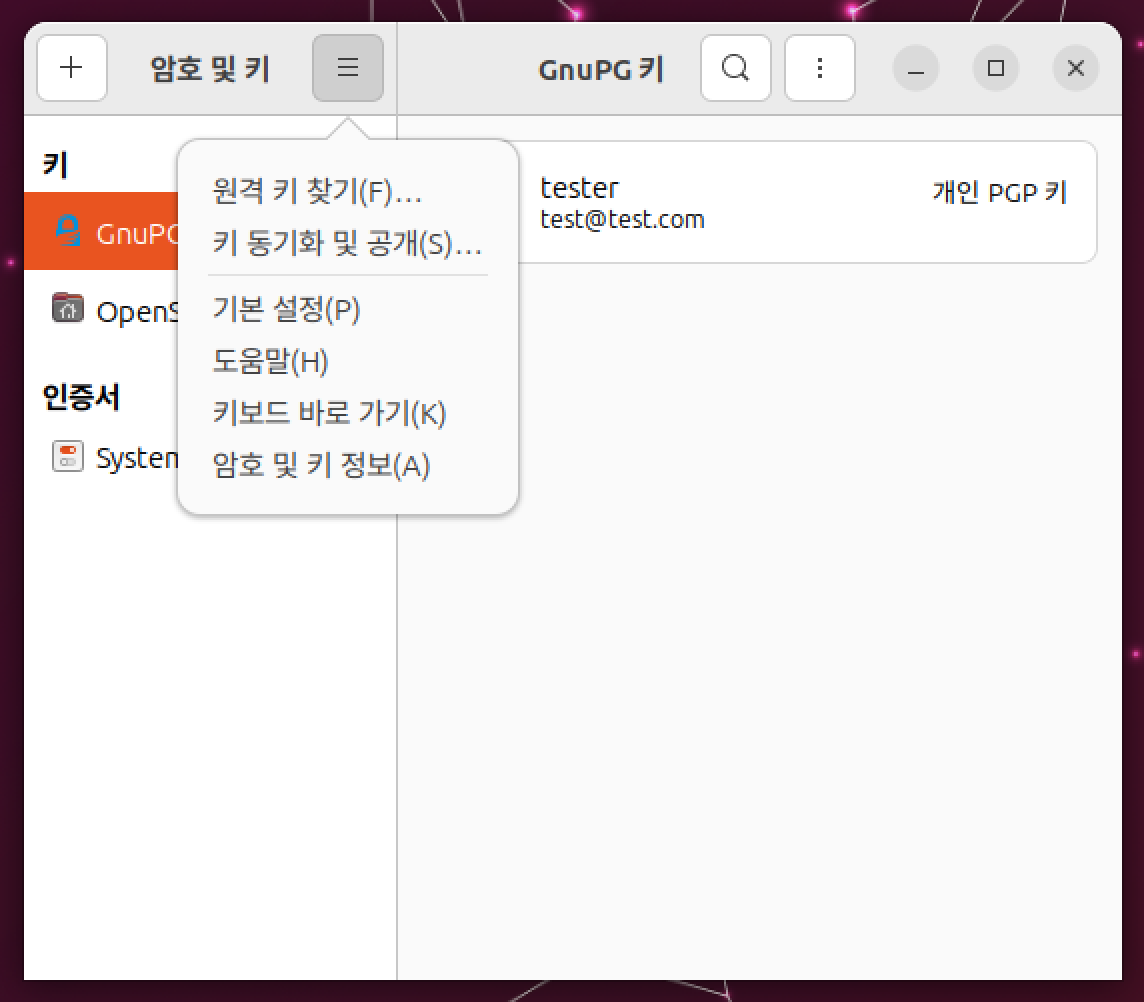 암호 및 키
GnuPG 키
키
GnuPG
OpenS
인증서
System
원격 키 찾기(F)...
키 동기화 및 공개(S)...
기본 설정(P)
도움말(H)
키보드 바로 가기(K)
암호 및 키 정보(A)
tester
test@test.com
개인 PGP 키